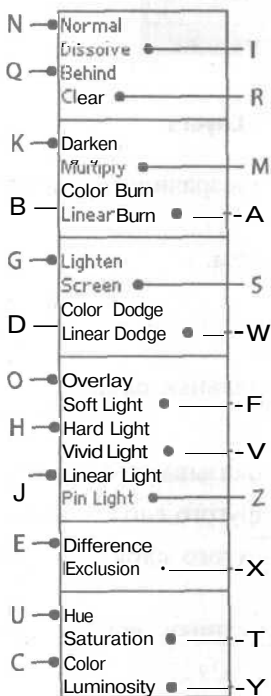 N Normal
Dissolve I
Q Behind
Clear R
K Darken
Multiply M
B Color Burn
Linear Burn A
G Lighten
Screen S
D Color Dodge
Linear Dodge W
O Overlay
Soft Light F
H Hard Light
Vivid Light V
J Linear Light
Pin Light Z
E Difference
Exclusion X
U Hue
Saturation T
C Color
Luminosity Y